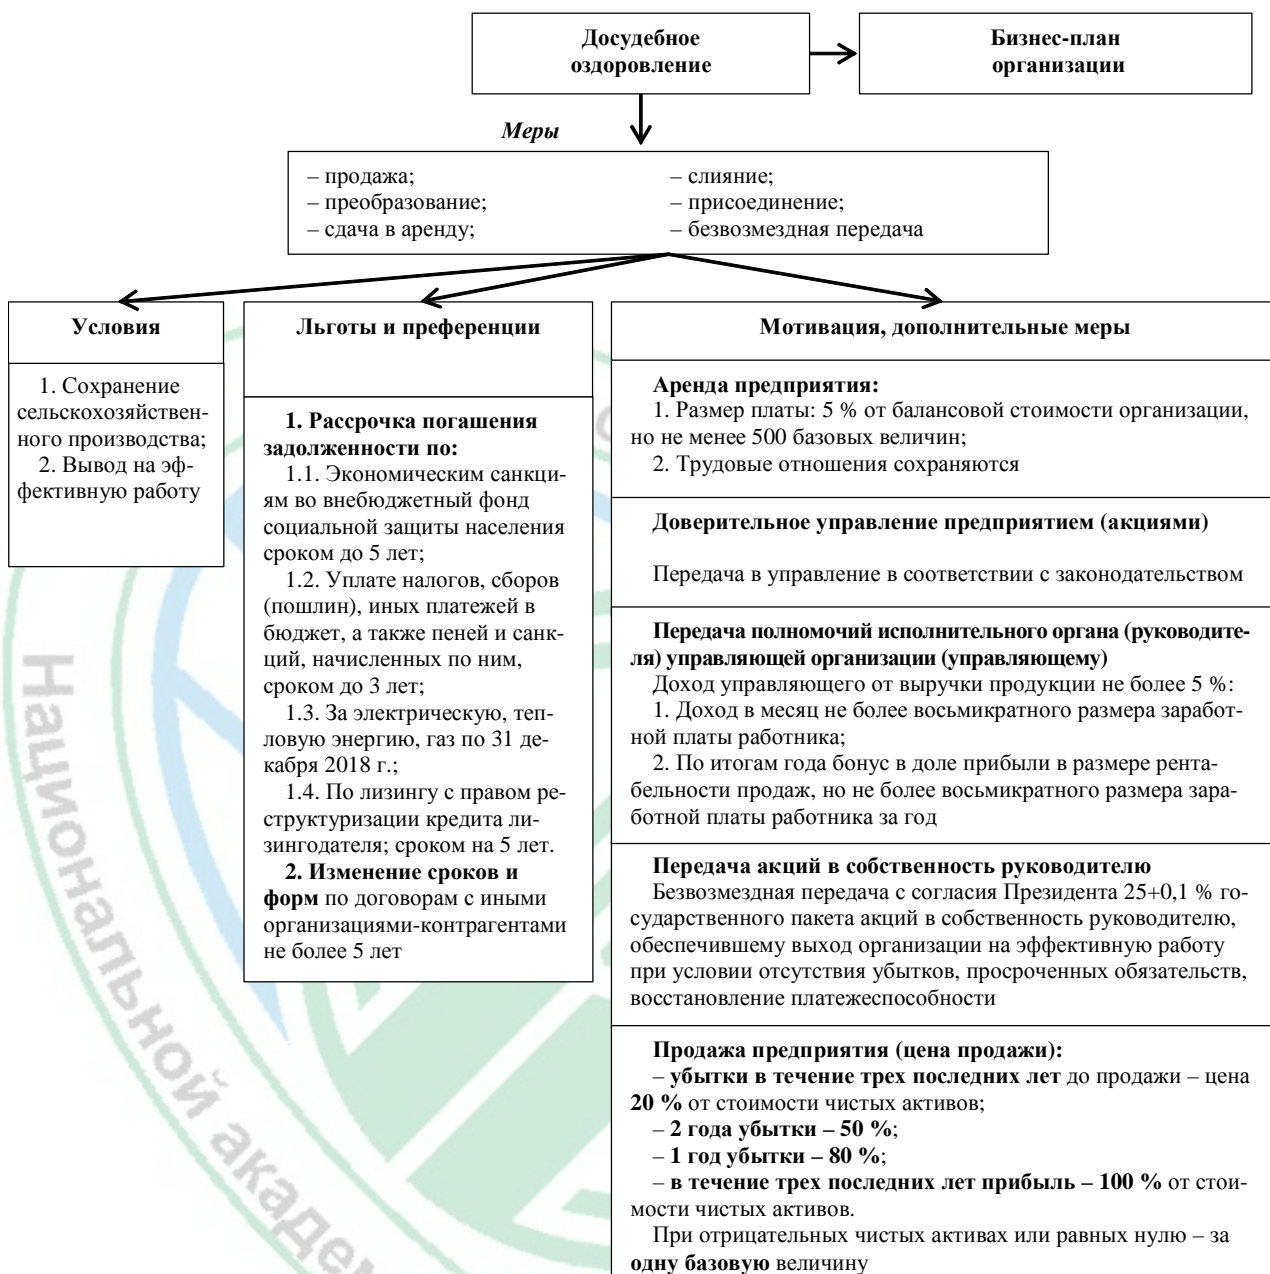 Досудебное
оздоровление
Бизнес-план
организации
Меры
– продажа;
– преобразование;
– сдача в аренду;
– слияние;
– присоединение;
– безвозмездная передача
Условия
1. Сохранение
сельскохозяйствен-
ного производства;
2. Вывод на эф-
фективную работу
Льготы и преференции
1. Рассрочка погашения
задолженности по:
1.1. Экономическим санкци-
ям во внебюджетный фонд
социальной защиты населения
сроком до 5 лет;
1.2. Уплате налогов, сборов
(пошлин), иных платежей в
бюджет, а также пеней и санк-
ций, начисленных по ним,
сроком до 3 лет;
1.3. За электрическую, теп-
ловую энергию, газ по 31 де-
кабря 2018 г.;
1.4. По лизингу с правом ре-
структуризации кредита ли-
зингодателя; сроком на 5 лет.
2. Изменение сроков и
форм по договорам с иными
организациями-контрагентами
не более 5 лет
Мотивация, дополнительные меры
Аренда предприятия:
1. Размер платы: 5 % от балансовой стоимости организации,
но не менее 500 базовых величин;
2. Трудовые отношения сохраняются
Доверительное управление предприятием (акциями)
Передача в управление в соответствии с законодательством
Передача полномочий исполнительного органа (руководите-
ля) управляющей организации (управляющему)
Доход управляющего от выручки продукции не более 5 %:
1. Доход в месяц не более восьмикратного размера заработ-
ной платы работника;
2. По итогам года бонус в доле прибыли в размере рента-
бельности продаж, но не более восьмикратного размера зара-
ботной платы работника за год
Передача акций в собственность руководителю
Безвозмездная передача с согласия Президента 25+0,1 % го-
сударственного пакета акций в собственность руководителю,
обеспечившему выход организации на эффективную работу
при условии отсутствия убытков, просроченных обязательств,
восстановление платежеспособности
Продажа предприятия (цена продажи):
– убытки в течение трех последних лет до продажи – цена
20 % от стоимости чистых активов;
– 2 года убытки – 50 %;
– 1 год убытки – 80 %;
– в течение трех последних лет прибыль – 100 % от стои-
мости чистых активов.
При отрицательных чистых активах или равных нулю – за
одну базовую величину
Национальной